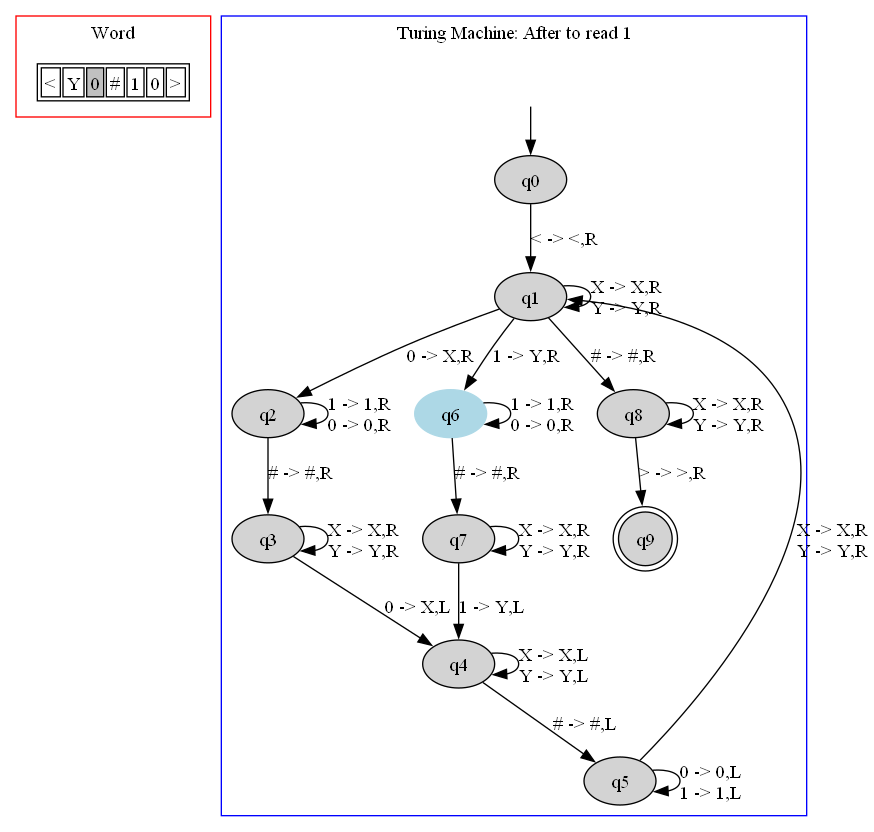 Word
< Y 0 # 1 0 >
Turing Machine: After to read 1
q0
< -> <,R
q1
X -> X,R
Y -> Y,R
0 -> X,R
1 -> Y,R
# -> #,R
q2
1 -> 1,R
0 -> 0,R
q6
1 -> 1,R
0 -> 0,R
q8
X -> X,R
Y -> Y,R
# -> #,R
# -> #,R
> -> >,R
q3
X -> X,R
Y -> Y,R
q7
X -> X,R
Y -> Y,R
q9
X -> X,R
Y -> Y,R
0 -> X,L
1 -> Y,L
q4
X -> X,L
Y -> Y,L
# -> #,L
q5
0 -> 0,L
1 -> 1,L